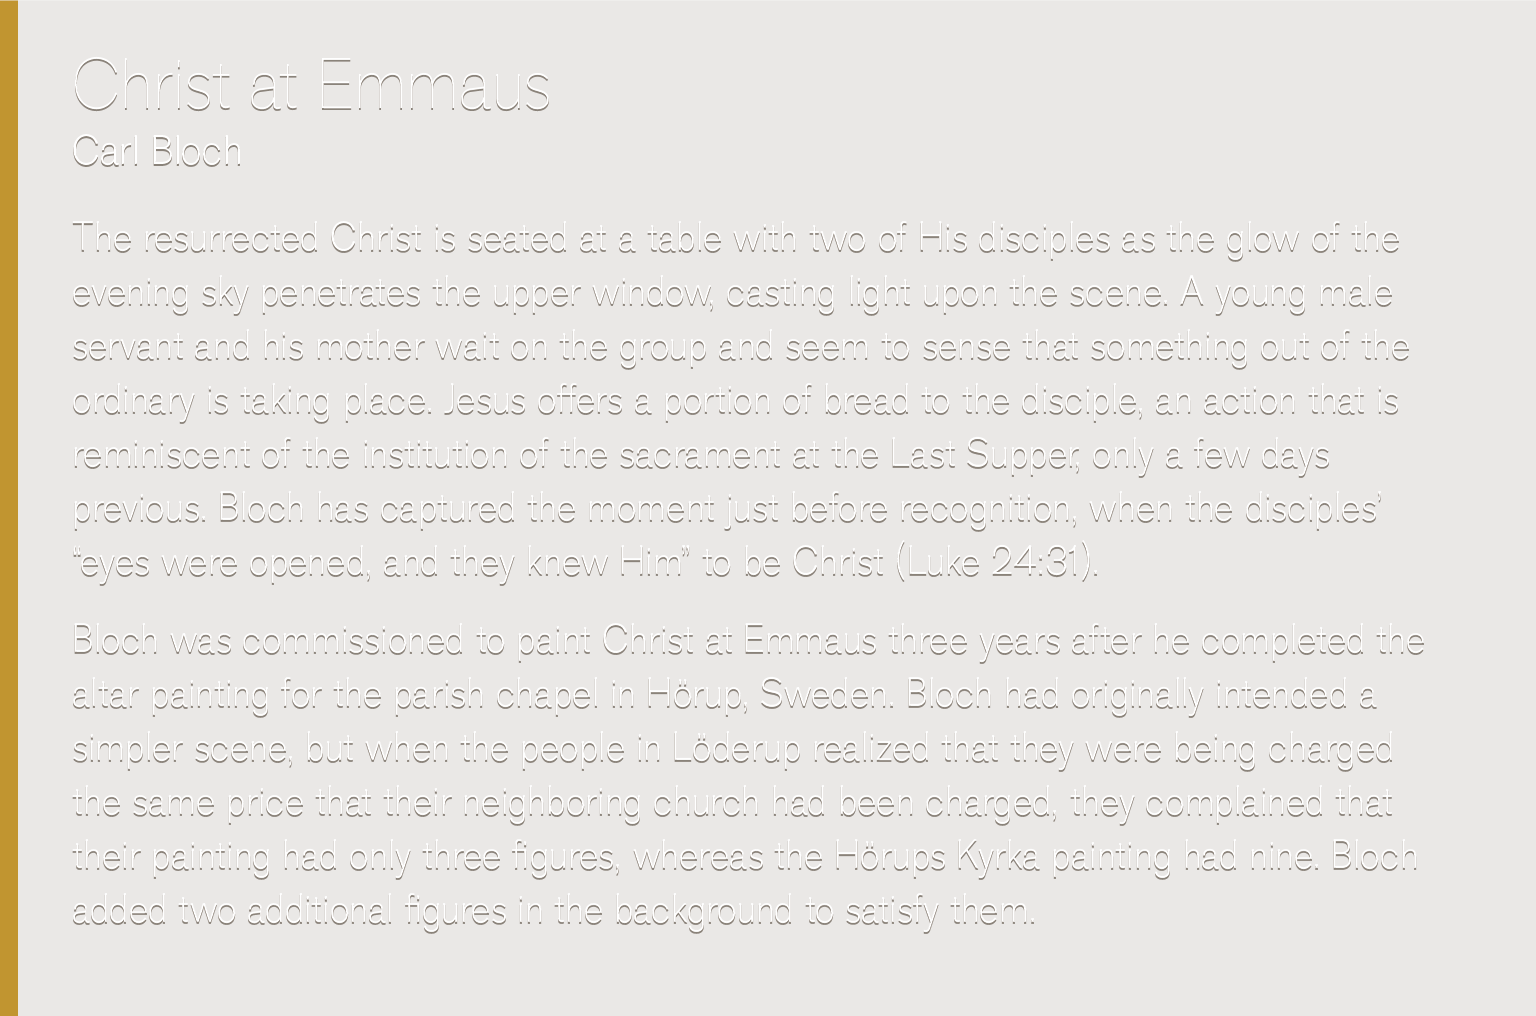 Christ at Emmaus
Carl Bloch
The resurrected Christ is seated at a table with two of His disciples as the glow of the
evening sky penetrates the upper window, casting light upon the scene. A young male
servant and his mother wait on the group and seem to sense that something out of the
ordinary is taking place. Jesus offers a portion of bread to the disciple, an action that is
reminiscent of the institution of the sacrament at the Last Supper, only a few days
previous. Bloch has captured the moment just before recognition, when the disciples’
“eyes were opened, and they knew Him” to be Christ (Luke 24:31).
Bloch was commissioned to paint Christ at Emmaus three years after he completed the
altar painting for the parish chapel in Hörup, Sweden. Bloch had originally intended a
simpler scene, but when the people in Löderup realized that they were being charged
the same price that their neighboring church had been charged, they complained that
their painting had only three figures, whereas the Hörups Kyrka painting had nine. Bloch
added two additional figures in the background to satisfy them.